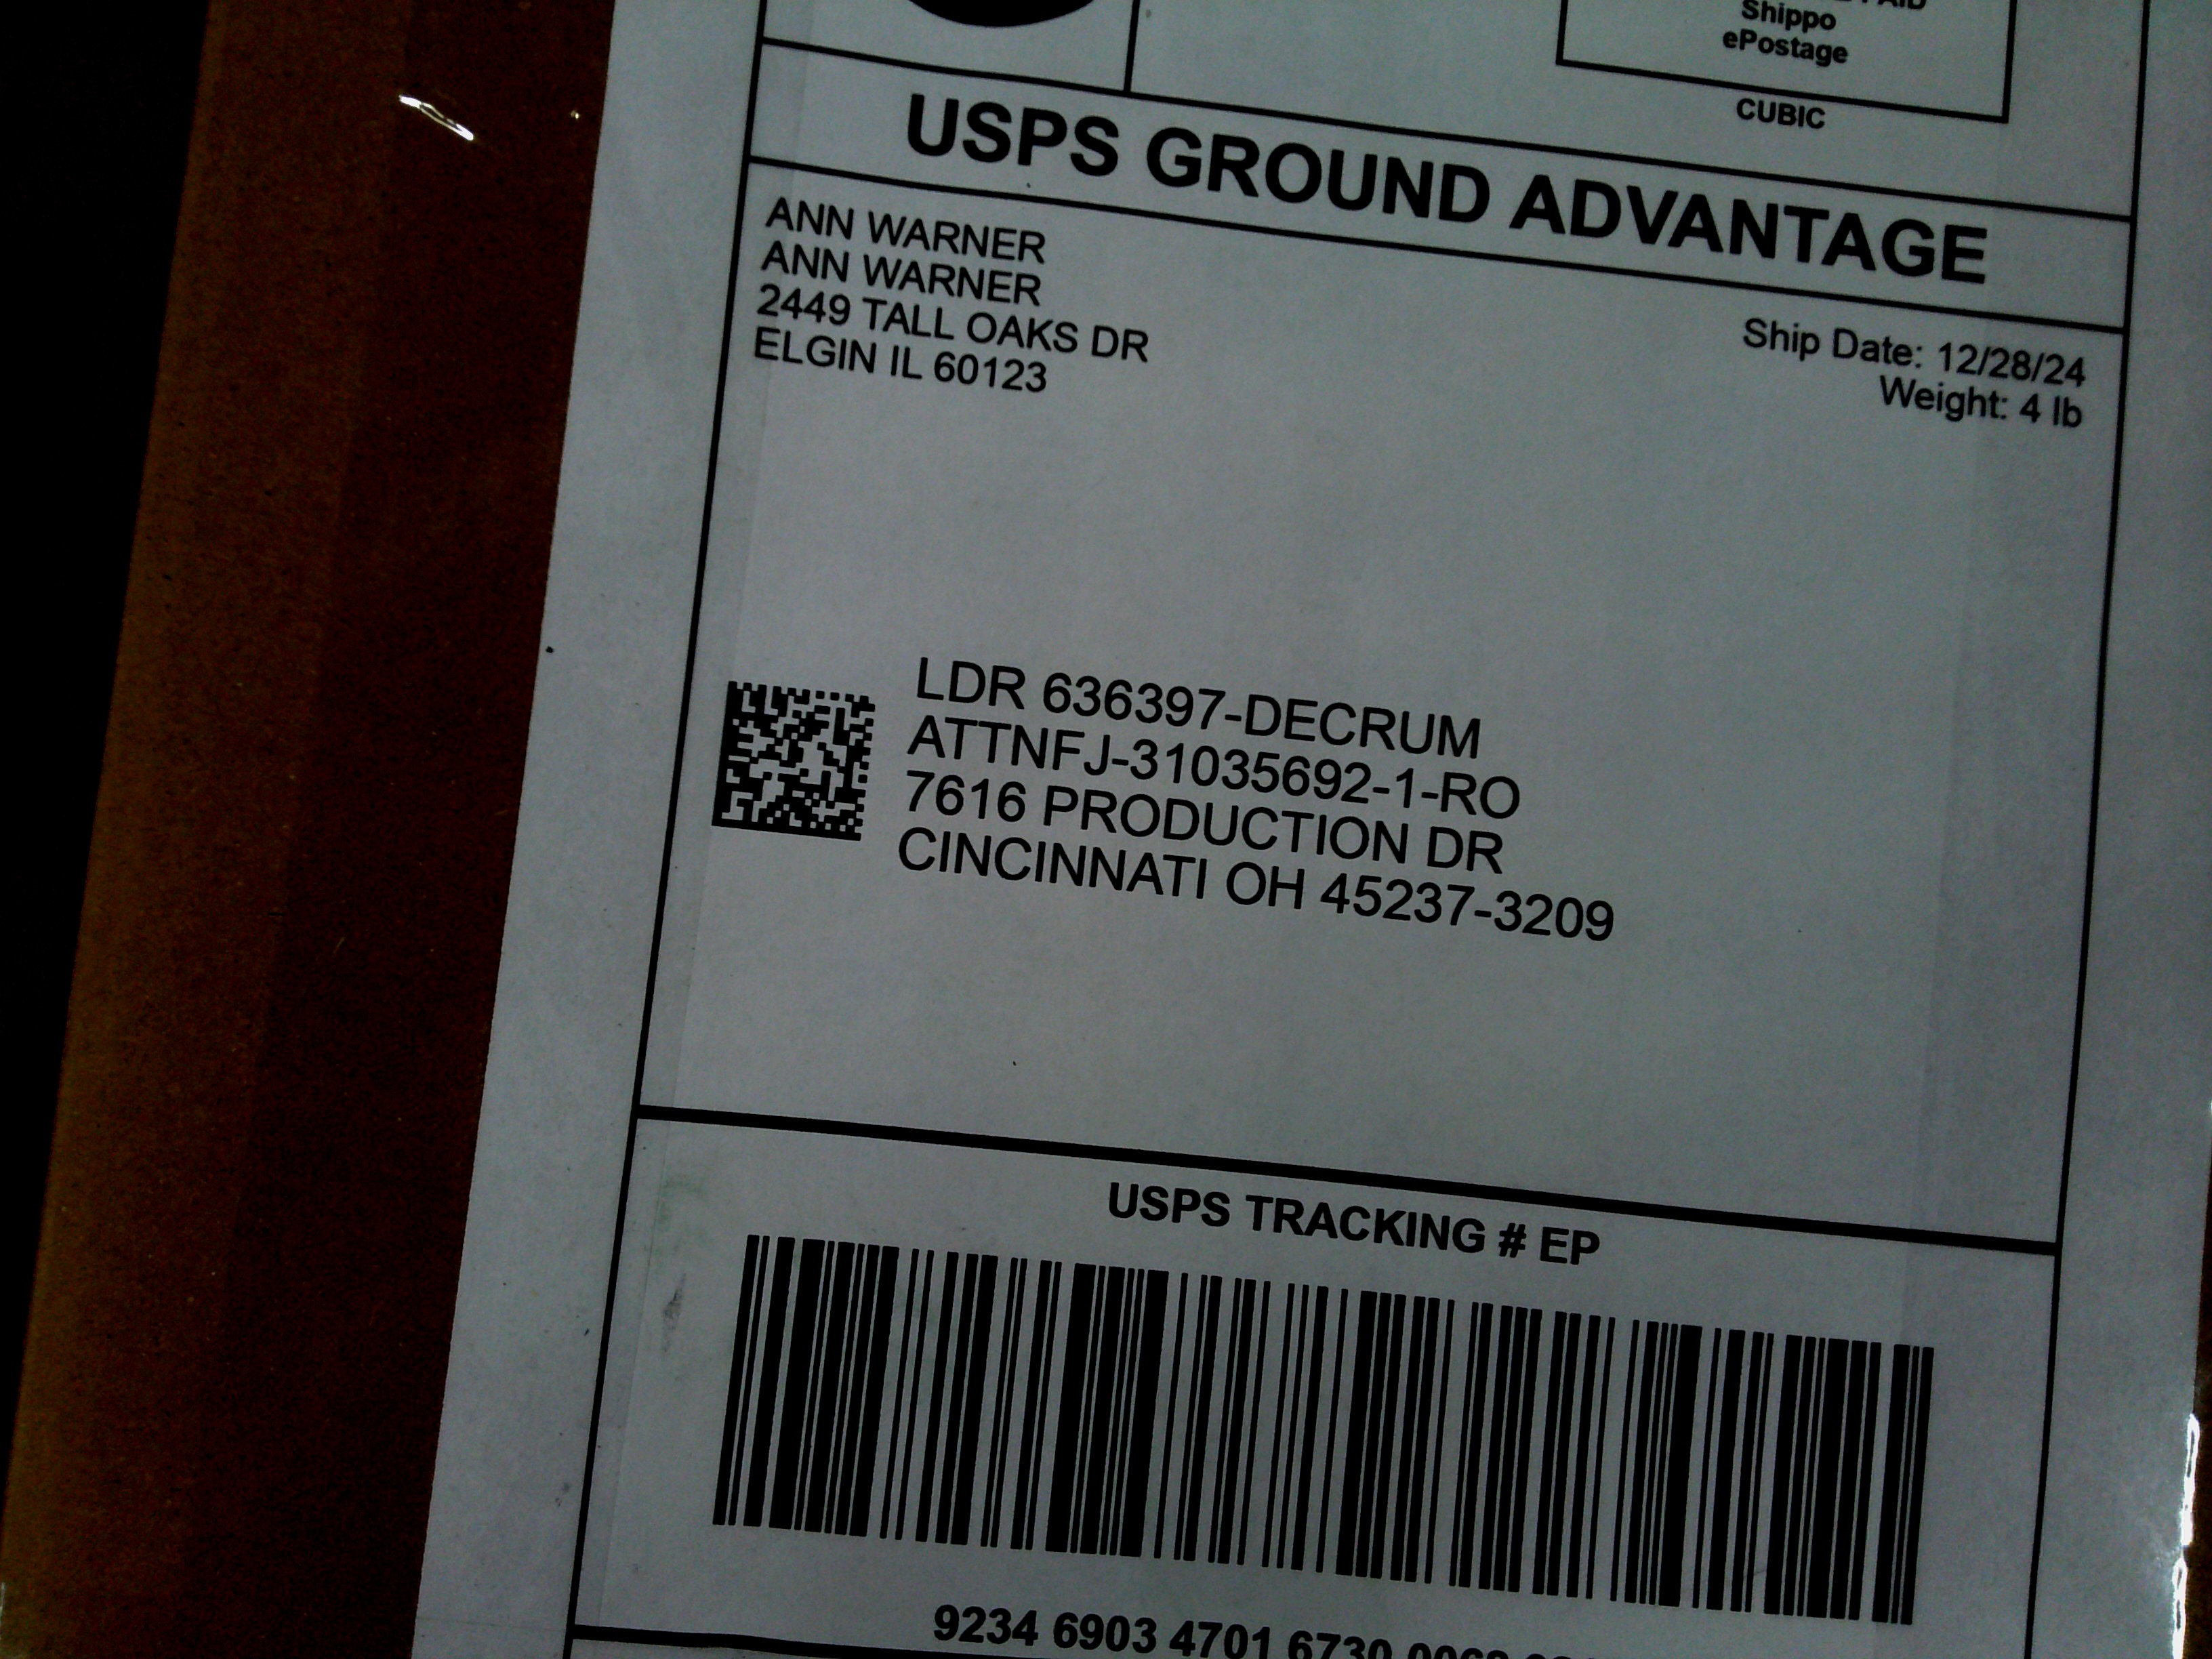 Shippo
ePostage
CUBIC
USPS GROUND ADVANTAGE
ANN WARNER
ANN WARNER
2449 TALL OAKS DR
ELGIN IL 60123
Ship Date: 12/28/24
Weight: 4 lb
LDR 636397-DECRUM
ATTNFJ-31035692-1-RO
7616 PRODUCTION DR
CINCINNATI OH 45237-3209
USPS TRACKING # EP
9234 6903 4701 6730